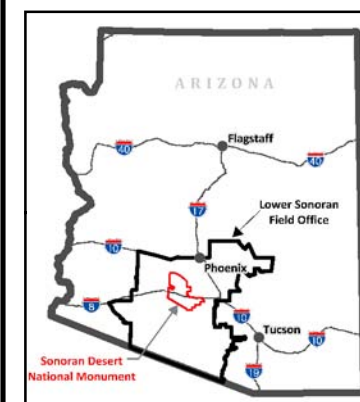 ARIZONA
Flagstaff
40
40
17
Lower Sonoran
Field Office
10
Phoenix
8
10
Tucson
10
19
Sonoran Desert
National Monument